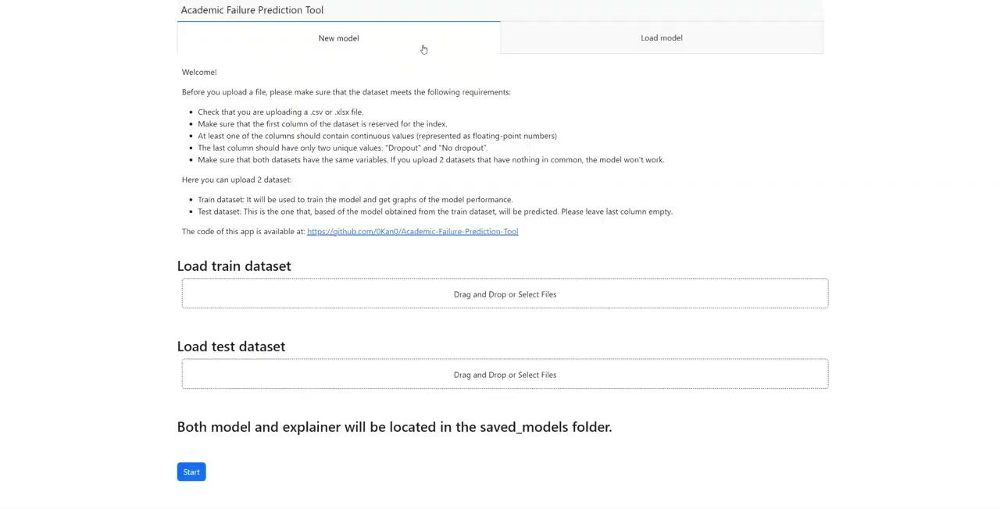 Academic Failure Prediction Tool
New model
Load model
Welcome!
Before you upload a file, please make sure that the dataset meets the following requirements:
• Check that you are uploading a .csv or .xlsx file.
• Make sure that the first column of the dataset is reserved for the index.
• At least one of the columns should contain continuous values (represented as floating-point numbers)
• The last column should have only two unique values: "Dropout" and "No dropout".
• Make sure that both datasets have the same variables. If you upload 2 datasets that have nothing in common, the model won't work.
Here you can upload 2 dataset:
• Train dataset: It will be used to train the model and get graphs of the model performance.
• Test dataset: This is the one that, based of the model obtained from the train dataset, will be predicted. Please leave last column empty.
The code of this app is available at: https://github.com/0Kan0/Academic-Failure-Prediction-Tool
Load train dataset
Drag and Drop or Select Files
Load test dataset
Drag and Drop or Select Files
Both model and explainer will be located in the saved_models folder.
Start